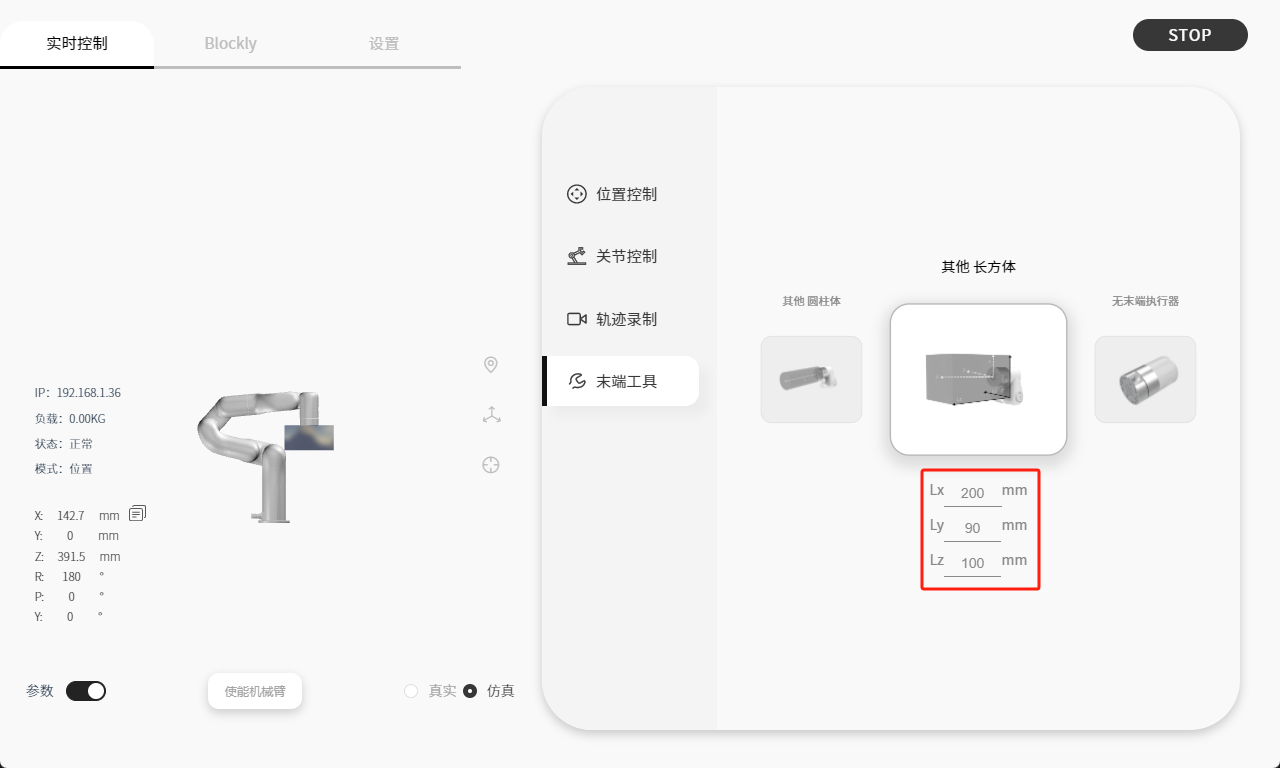 实时控制
Blockly
设置
STOP
位置控制
关节控制
轨迹录制
末端工具
其他 长方体
其他 圆柱体
无末端执行器
Lx 200 mm
Ly 90 mm
Lz 100 mm
IP：192.168.1.36
负载：0.00KG
状态：正常
模式：位置
X: 142.7 mm
Y: 0 mm
Z: 391.5 mm
R: 180 °
P: 0 °
Y: 0 °
参数
使能机械臂
真实
仿真